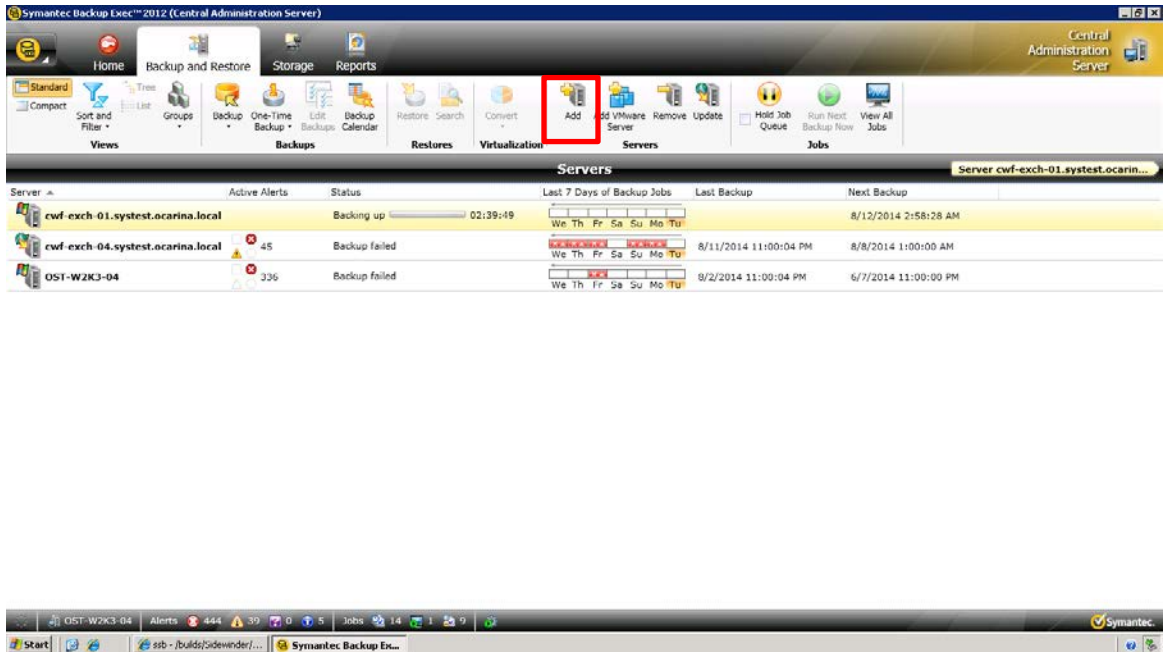 Symantec Backup Exec™ 2012 (Central Administration Server)
Home
Backup and Restore
Storage
Reports
Central
Administration
Server
Standard
Compact
Sort and
Filter
Tree
List
Groups
Views
Backup
One-Time
Backup
Edit
Backups
Backup
Calendar
Backups
Restore
Search
Restores
Convert
Virtualization
Add
Add VMware
Server
Remove
Update
Servers
Hold Job
Queue
Run Next
Backup Now
View All
Jobs
Jobs
Servers
Server cwf-exch-01.systest.ocarin...
Server Active Alerts Status Last 7 Days of Backup Jobs Last Backup Next Backup
cwf-exch-01.systest.ocarina.local Backing up 02:39:49 8/12/2014 2:58:28 AM
We Th Fr Sa Su Mo Tu
cwf-exch-04.systest.ocarina.local 45 Backup failed 8/11/2014 11:00:04 PM 8/8/2014 1:00:00 AM
We Th Fr Sa Su Mo Tu
OST-W2K3-04 336 Backup failed 8/2/2014 11:00:04 PM 6/7/2014 11:00:00 PM
We Th Fr Sa Su Mo Tu
OST-W2K3-04 Alerts 444 39 0 5 Jobs 14 1 9
Symantec.
Start ssb - /builds/Sidewinder/... Symantec Backup Ex...